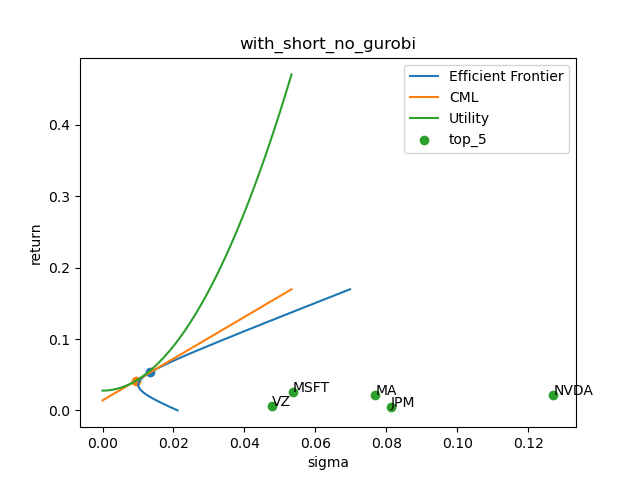 with_short_no_gurobi
Efficient Frontier
CML
Utility
top_5
return
0.4
0.3
0.2
0.1
0.0
MSFT
VZ
MA
JPM
NVDA
0.00 0.02 0.04 0.06 0.08 0.10 0.12
sigma